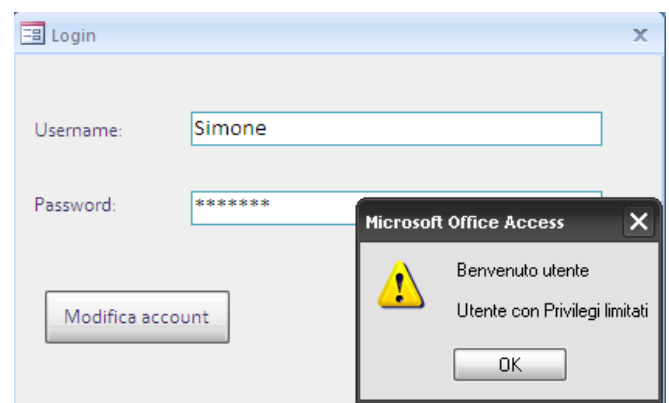 Login
Username:
Simone
Password:
*******
Microsoft Office Access
Benvenuto utente
Utente con Privilegi limitati
OK
Modifica account